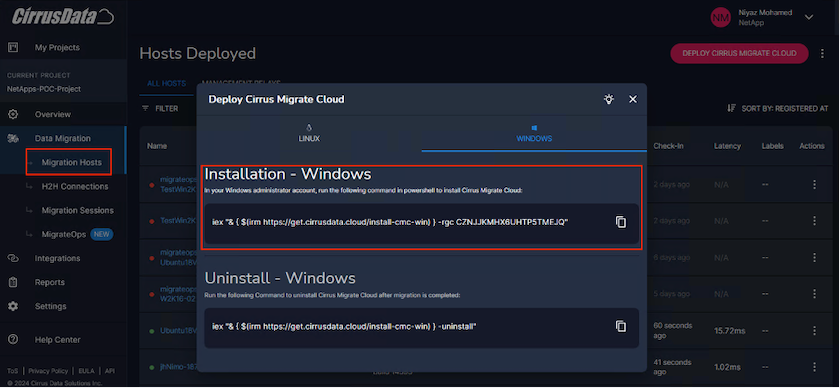 CirrusData
NM
Niyaz Mohamed
NetApp
My Projects
CURRENT PROJECT
NetApps-POC-Project
Overview
Data Migration
Migration Hosts
H2H Connections
Migration Sessions
MigrateOps NEW
Integrations
Reports
Settings
Help Center
ToS | Privacy Policy | EULA | API
© 2024 Cirrus Data Solutions Inc.
Hosts Deployed
DEPLOY CIRRUS MIGRATE CLOUD
ALL HOSTS MANAGEMENT RELAYS
FILTER
SORT BY: REGISTERED AT
Name Check-In Latency Labels Actions
migrateops
TestWin2K 2 days ago N/A --
TestWin2K 2 days ago N/A --
migrateops
Ubuntu18V 6 days ago N/A --
migrateops
W2K16-02 5 days ago N/A --
Ubuntu18V 60 seconds ago 15.72ms --
jhNimo-187 41 seconds ago 1.02ms --
Deploy Cirrus Migrate Cloud
LINUX
WINDOWS
Installation - Windows
In your Windows administrator account, run the following command in powershell to install Cirrus Migrate Cloud:
iex "& { $(irm https://get.cirrusdata.cloud/install-cmc-win) } -rgc CZNJJKMHX6UHTP5TMEJQ"
Uninstall - Windows
Run the following Command to uninstall Cirrus Migrate Cloud after migration is completed:
iex "& { $(irm https://get.cirrusdata.cloud/install-cmc-win) } -uninstall"